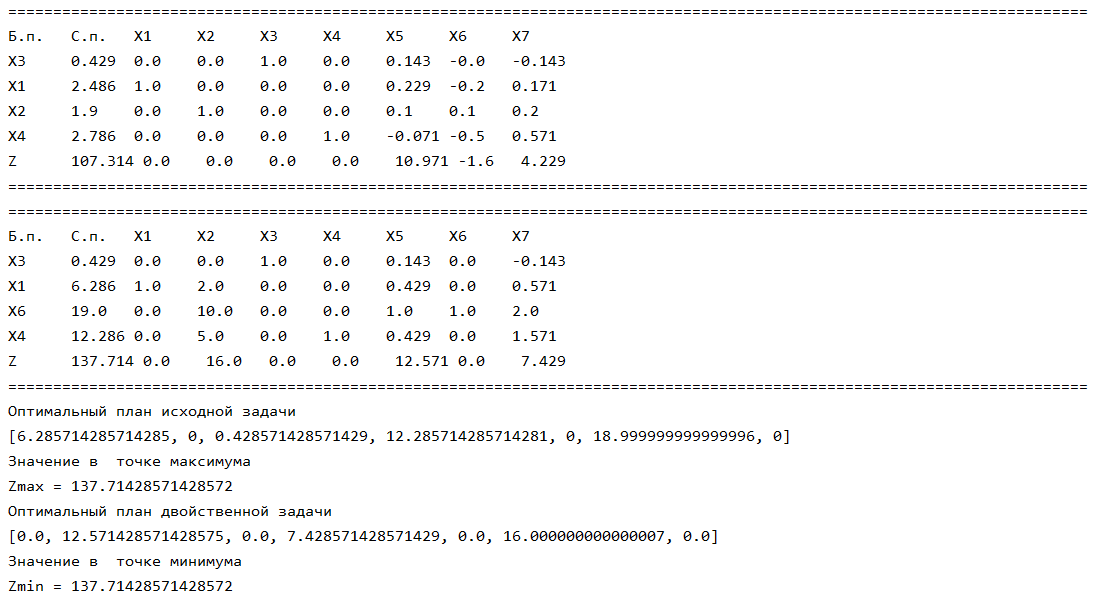 ========================================================================================================================
Б.п. С.п. X1 X2 X3 X4 X5 X6 X7
X3 0.429 0.0 0.0 1.0 0.0 0.143 -0.0 -0.143
X1 2.486 1.0 0.0 0.0 0.0 0.229 -0.2 0.171
X2 1.9 0.0 1.0 0.0 0.0 0.1 0.1 0.2
X4 2.786 0.0 0.0 0.0 1.0 -0.071 -0.5 0.571
Z 107.314 0.0 0.0 0.0 0.0 10.971 -1.6 4.229
========================================================================================================================
========================================================================================================================
Б.п. С.п. X1 X2 X3 X4 X5 X6 X7
X3 0.429 0.0 0.0 1.0 0.0 0.143 0.0 -0.143
X1 6.286 1.0 2.0 0.0 0.0 0.429 0.0 0.571
X6 19.0 0.0 10.0 0.0 0.0 1.0 1.0 2.0
X4 12.286 0.0 5.0 0.0 1.0 0.429 0.0 1.571
Z 137.714 0.0 16.0 0.0 0.0 12.571 0.0 7.429
========================================================================================================================
Оптимальный план исходной задачи
[6.285714285714285, 0, 0.428571428571429, 12.285714285714281, 0, 18.999999999999996, 0]
Значение в  точке максимума
Zmax = 137.71428571428572
Оптимальный план двойственной задачи
[0.0, 12.571428571428575, 0.0, 7.428571428571429, 0.0, 16.000000000000007, 0.0]
Значение в  точке минимума
Zmin = 137.71428571428572